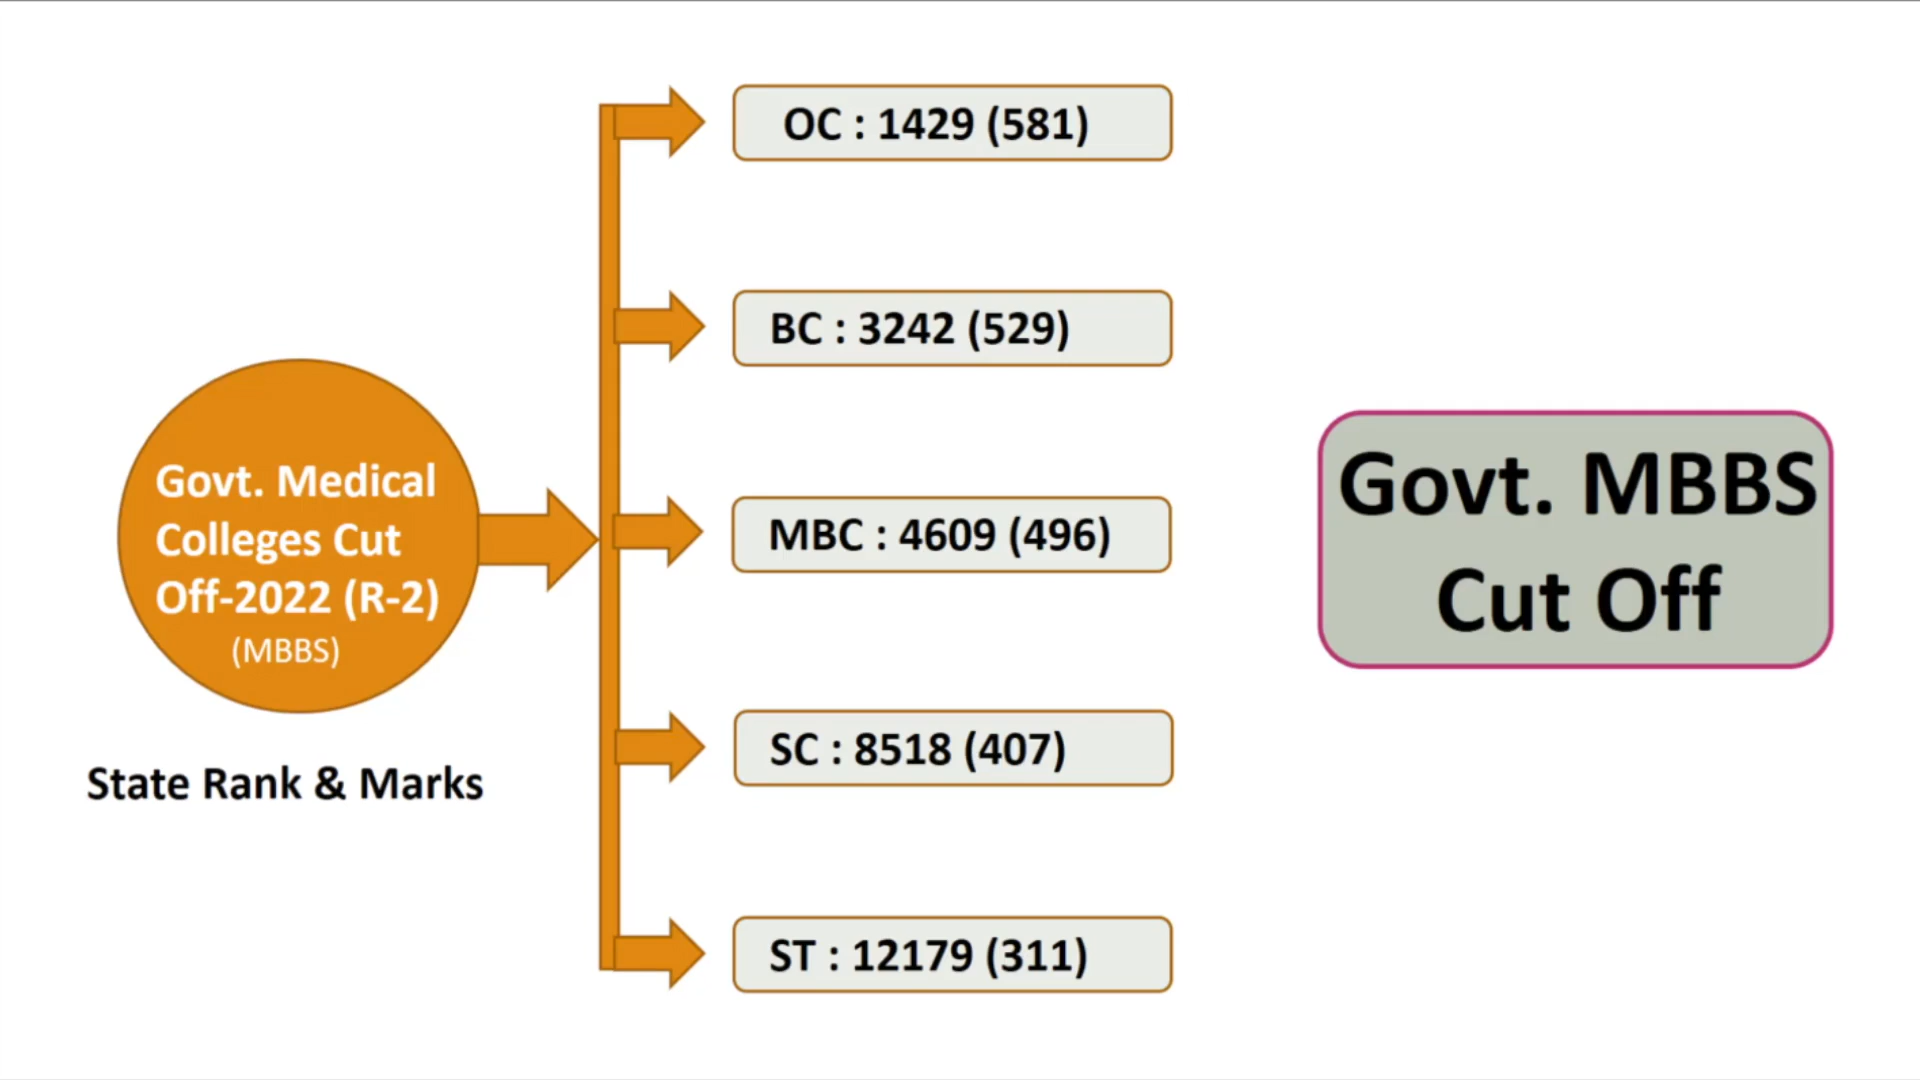 Govt. Medical
Colleges Cut
Off-2022 (R-2)
(MBBS)
State Rank & Marks
OC : 1429 (581)
BC : 3242 (529)
MBC : 4609 (496)
SC : 8518 (407)
ST : 12179 (311)
Govt. MBBS
Cut Off